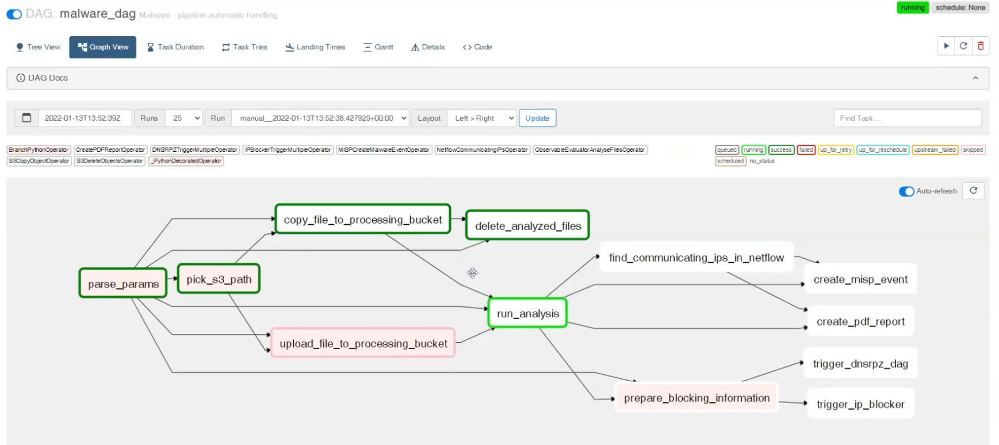 DAG: malware_dag Malware - pipeline automatic handling running schedule: None
Tree View Graph View Task Duration Task Tries Landing Times Gantt Details <> Code
DAG Docs
2022-01-13T13:52:39Z Runs 25 Run manual__2022-01-13T13:52:38.427925+00:00 Layout Left > Right Update Find Task...
BranchPythonOperator CreatePDFReportOperator DNSRPZTriggerMultipleOperator IPBlockerTriggerMultipleOperator MISPCreateMalwareEventOperator NetflowCommunicatingIPsOperator ObservableEvaluatorAnalyseFilesOperator queued running success failed up_for_retry up_for_reschedule upstream_failed skipped
S3CopyObjectOperator S3DeleteObjectsOperator _PythonDecoratedOperator scheduled no_status
Auto-refresh
copy_file_to_processing_bucket
delete_analyzed_files
find_communicating_ips_in_netflow
parse_params
pick_s3_path
create_misp_event
run_analysis
create_pdf_report
upload_file_to_processing_bucket
trigger_dnsrpz_dag
prepare_blocking_information
trigger_ip_blocker